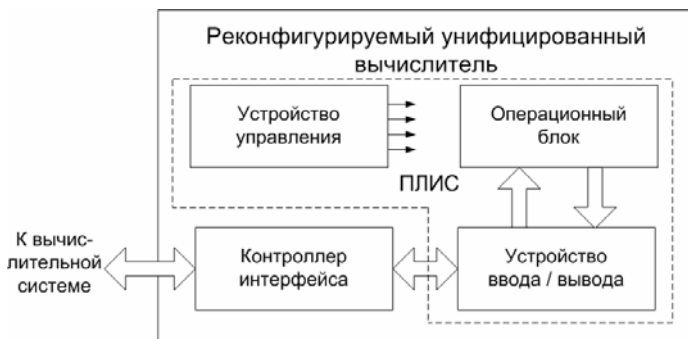 Реконфигурируемый унифицированный
вычислитель
Устройство
управления
Операционный
блок
ПЛИС
К вычис-
лительной
системе
Контроллер
интерфейса
Устройство
ввода / вывода